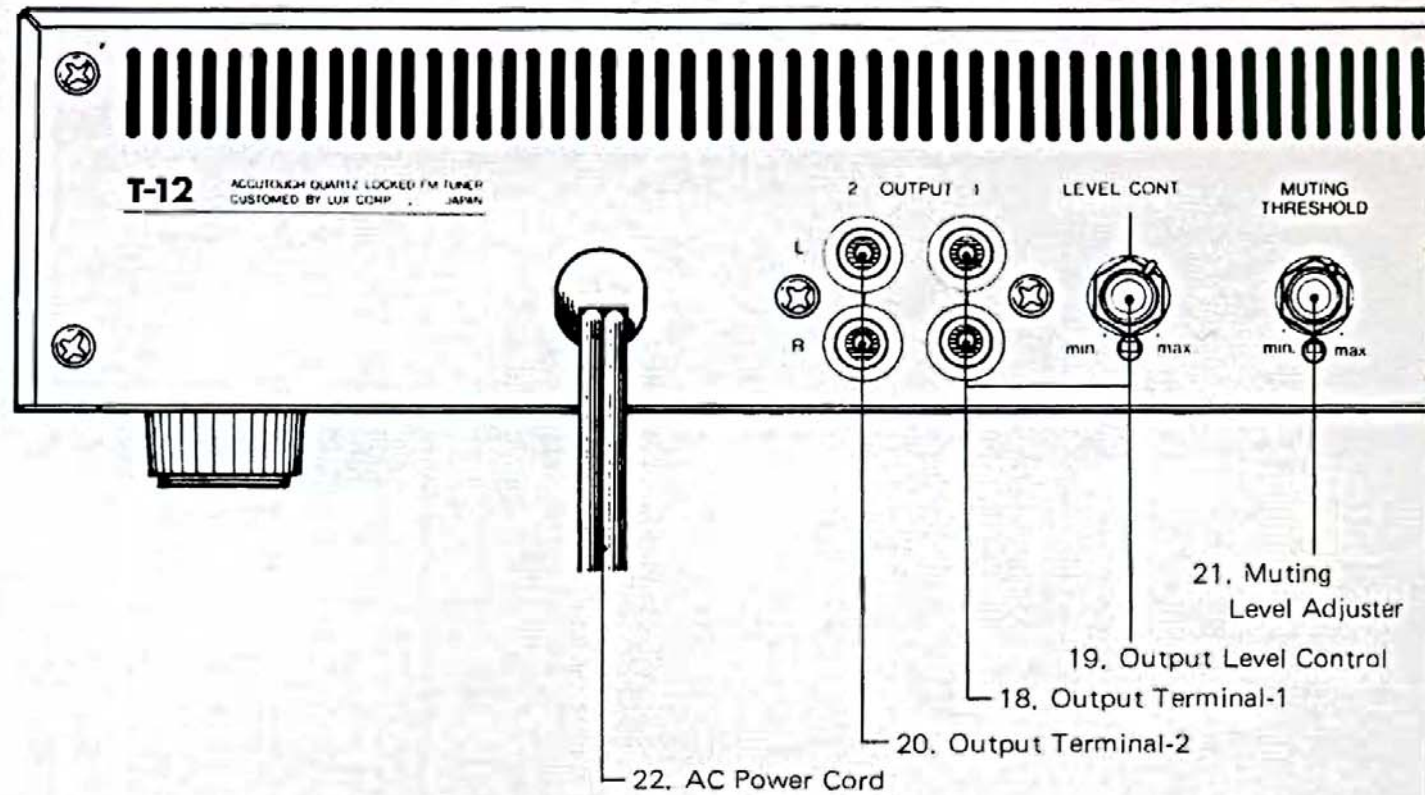 T-12
ACCUTOUCH QUARTZ LOCKED FM TUNER
CUSTOMED BY LUX CORP. JAPAN
2 OUTPUT 1
LEVEL CONT
MUTING
THRESHOLD
L
R
min. max
min. max
21. Muting
Level Adjuster
19. Output Level Control
18. Output Terminal-1
20. Output Terminal-2
22. AC Power Cord